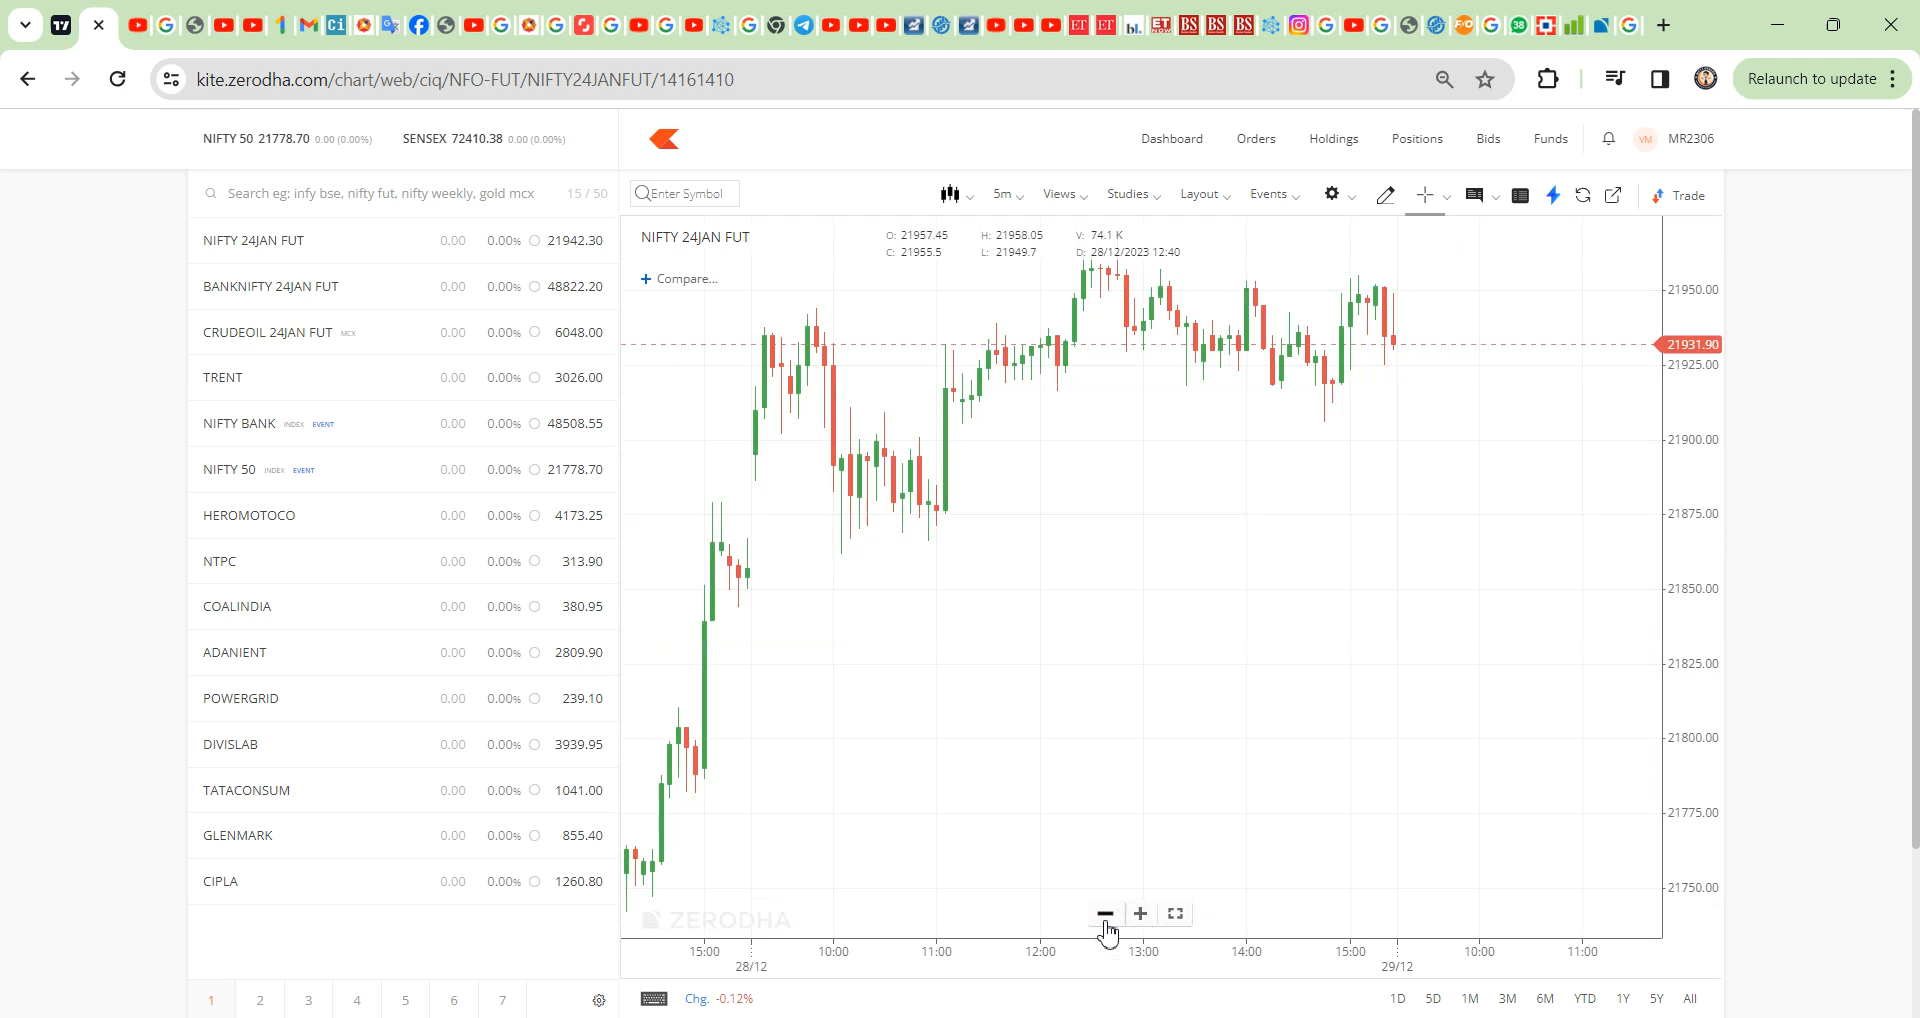 kite.zerodha.com/chart/web/ciq/NFO-FUT/NIFTY24JANFUT/14161410
Relaunch to update
NIFTY 50 21778.70 0.00 (0.00%) SENSEX 72410.38 0.00 (0.00%)
Dashboard Orders Holdings Positions Bids Funds VM MR2306
Search eg: infy bse, nifty fut, nifty weekly, gold mcx 15 / 50
Enter Symbol 5m Views Studies Layout Events Trade
NIFTY 24JAN FUT 0.00 0.00% 21942.30
BANKNIFTY 24JAN FUT 0.00 0.00% 48822.20
CRUDEOIL 24JAN FUT MCX 0.00 0.00% 6048.00
TRENT 0.00 0.00% 3026.00
NIFTY BANK INDEX EVENT 0.00 0.00% 48508.55
NIFTY 50 INDEX EVENT 0.00 0.00% 21778.70
HEROMOTOCO 0.00 0.00% 4173.25
NTPC 0.00 0.00% 313.90
COALINDIA 0.00 0.00% 380.95
ADANIENT 0.00 0.00% 2809.90
POWERGRID 0.00 0.00% 239.10
DIVISLAB 0.00 0.00% 3939.95
TATACONSUM 0.00 0.00% 1041.00
GLENMARK 0.00 0.00% 855.40
CIPLA 0.00 0.00% 1260.80
1 2 3 4 5 6 7
NIFTY 24JAN FUT
O: 21957.45 H: 21958.05 V: 74.1 K
C: 21955.5 L: 21949.7 D: 28/12/2023 12:40
+ Compare...
21950.00
21931.90
21925.00
21900.00
21875.00
21850.00
21825.00
21800.00
21775.00
21750.00
ZERODHA
15:00 10:00 11:00 12:00 13:00 14:00 15:00 10:00 11:00
28/12 29/12
Chg. -0.12% 1D 5D 1M 3M 6M YTD 1Y 5Y All